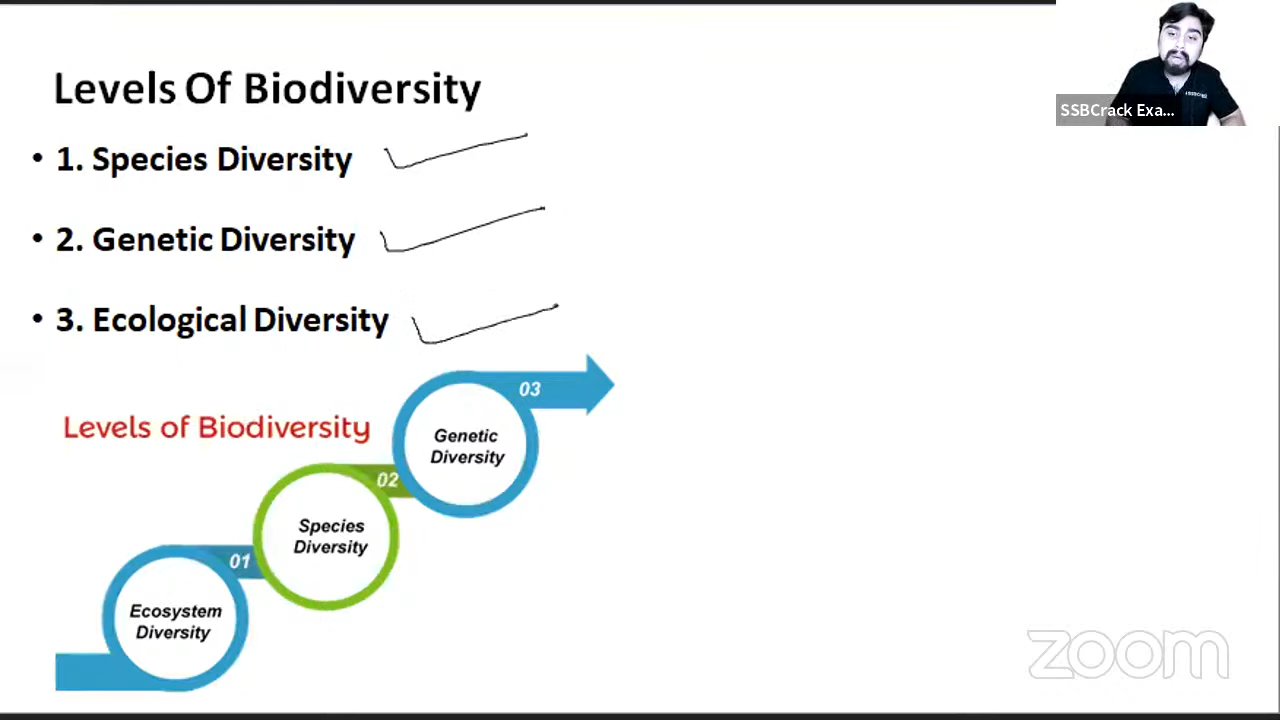 Levels Of Biodiversity
SSBCrack Exa...
• 1. Species Diversity
• 2. Genetic Diversity
• 3. Ecological Diversity
03
Levels of Biodiversity
Genetic
Diversity
02
Species
Diversity
01
Ecosystem
Diversity
zoom